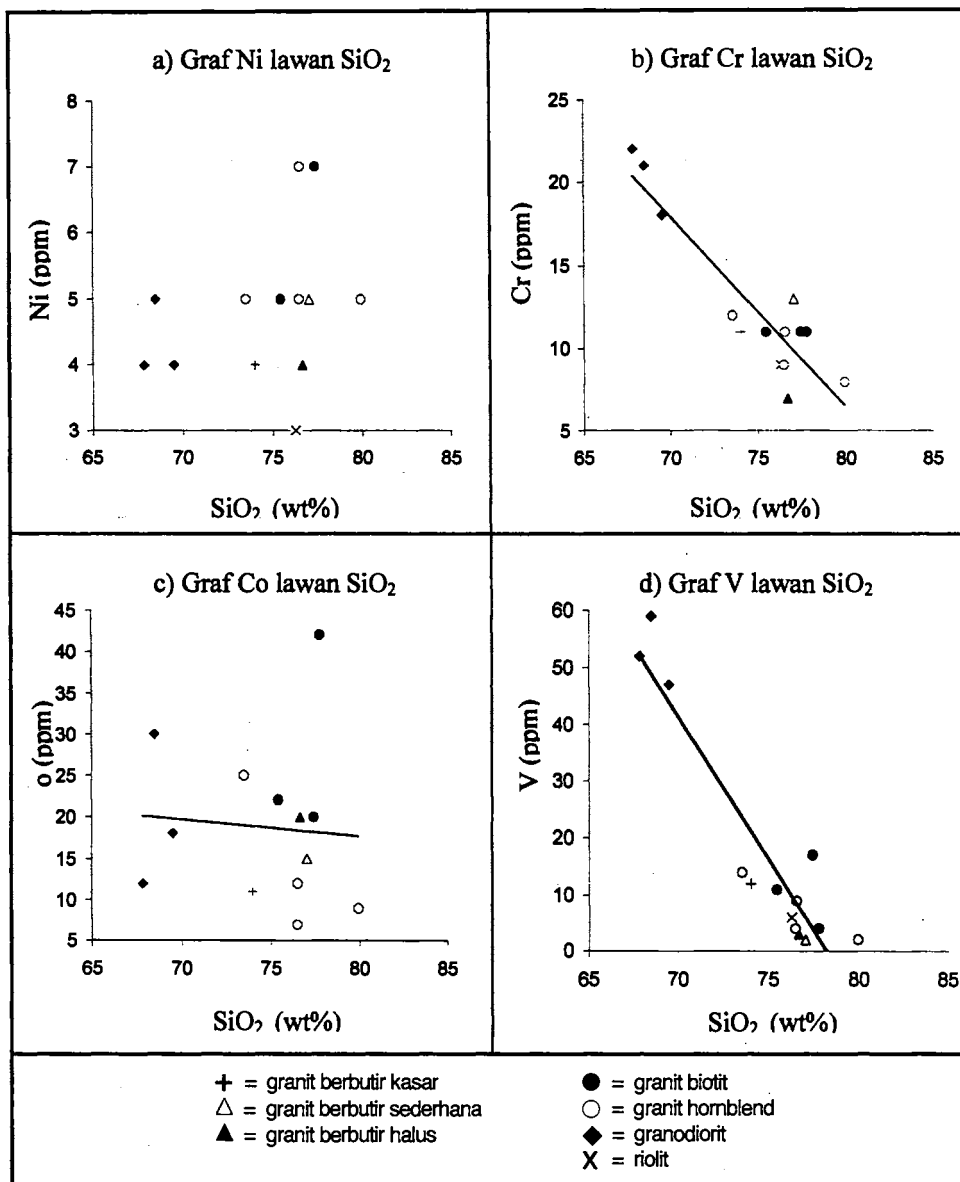 a) Graf Ni lawan SiO₂
8
7
6
5
4
3
65 70 75 80 85
Ni (ppm)
SiO₂ (wt%)
b) Graf Cr lawan SiO₂
25
20
15
10
5
65 70 75 80 85
Cr (ppm)
SiO₂ (wt%)
c) Graf Co lawan SiO₂
45
40
35
30
25
20
15
10
5
65 70 75 80 85
o (ppm)
SiO₂ (wt%)
d) Graf V lawan SiO₂
60
50
40
30
20
10
0
65 70 75 80 85
V (ppm)
SiO₂ (wt%)
+ = granit berbutir kasar
△ = granit berbutir sederhana
▲ = granit berbutir halus
● = granit biotit
○ = granit hornblend
◆ = granodiorit
X = riolit